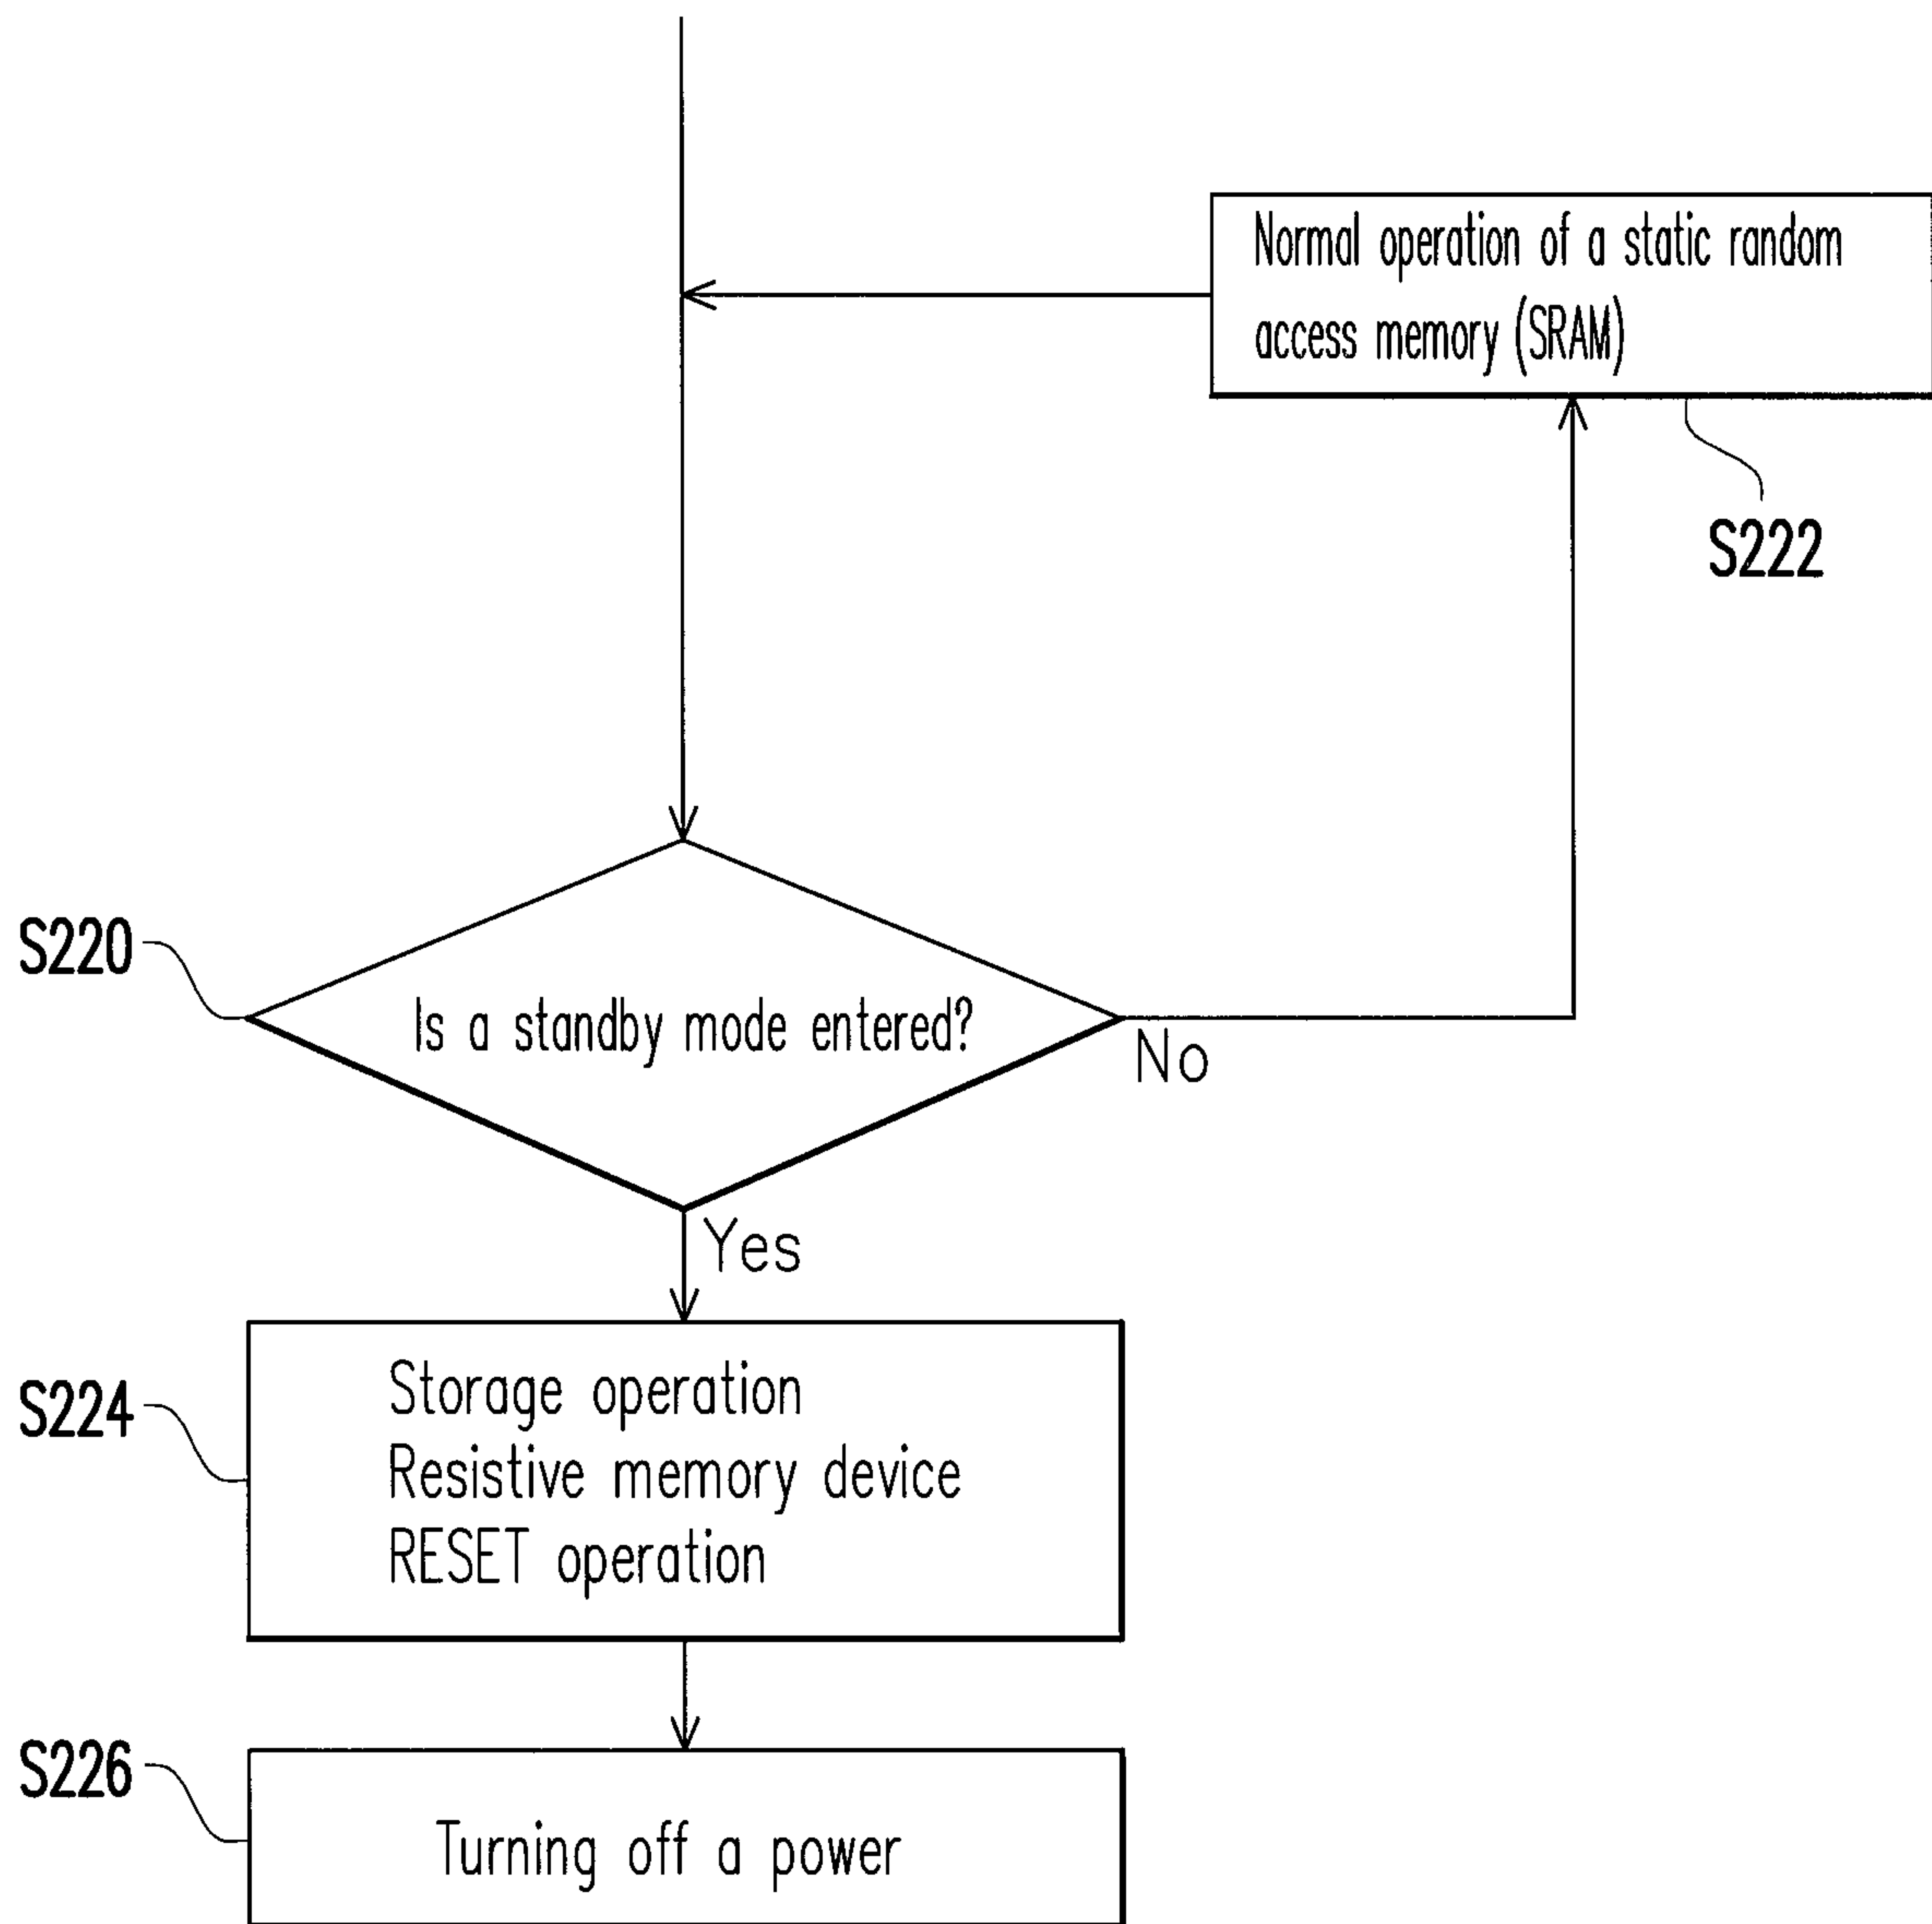 Normal operation of a static random
access memory (SRAM)
S222
S220
Is a standby mode entered?
No
Yes
S224
Storage operation
Resistive memory device
RESET operation
S226
Turning off a power